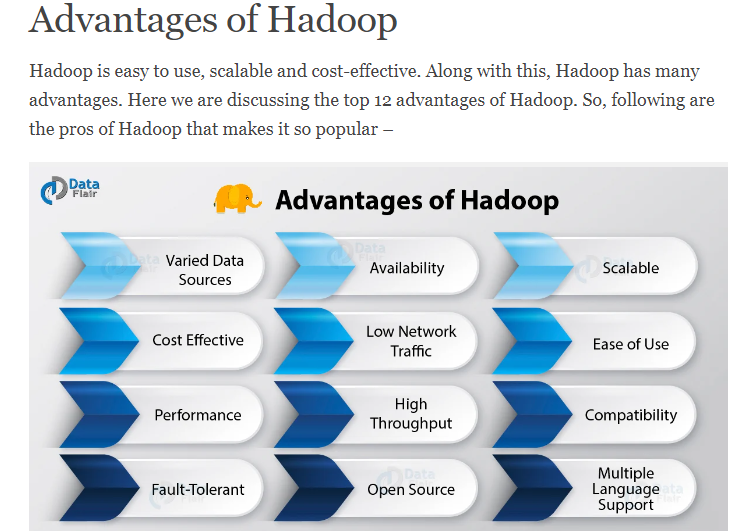 Advantages of Hadoop
Hadoop is easy to use, scalable and cost-effective. Along with this, Hadoop has many
advantages. Here we are discussing the top 12 advantages of Hadoop. So, following are
the pros of Hadoop that makes it so popular –
Data
Flair
Advantages of Hadoop
Varied Data
Sources
Availability
Scalable
Cost Effective
Low Network
Traffic
Ease of Use
Performance
High
Throughput
Compatibility
Fault-Tolerant
Open Source
Multiple
Language
Support